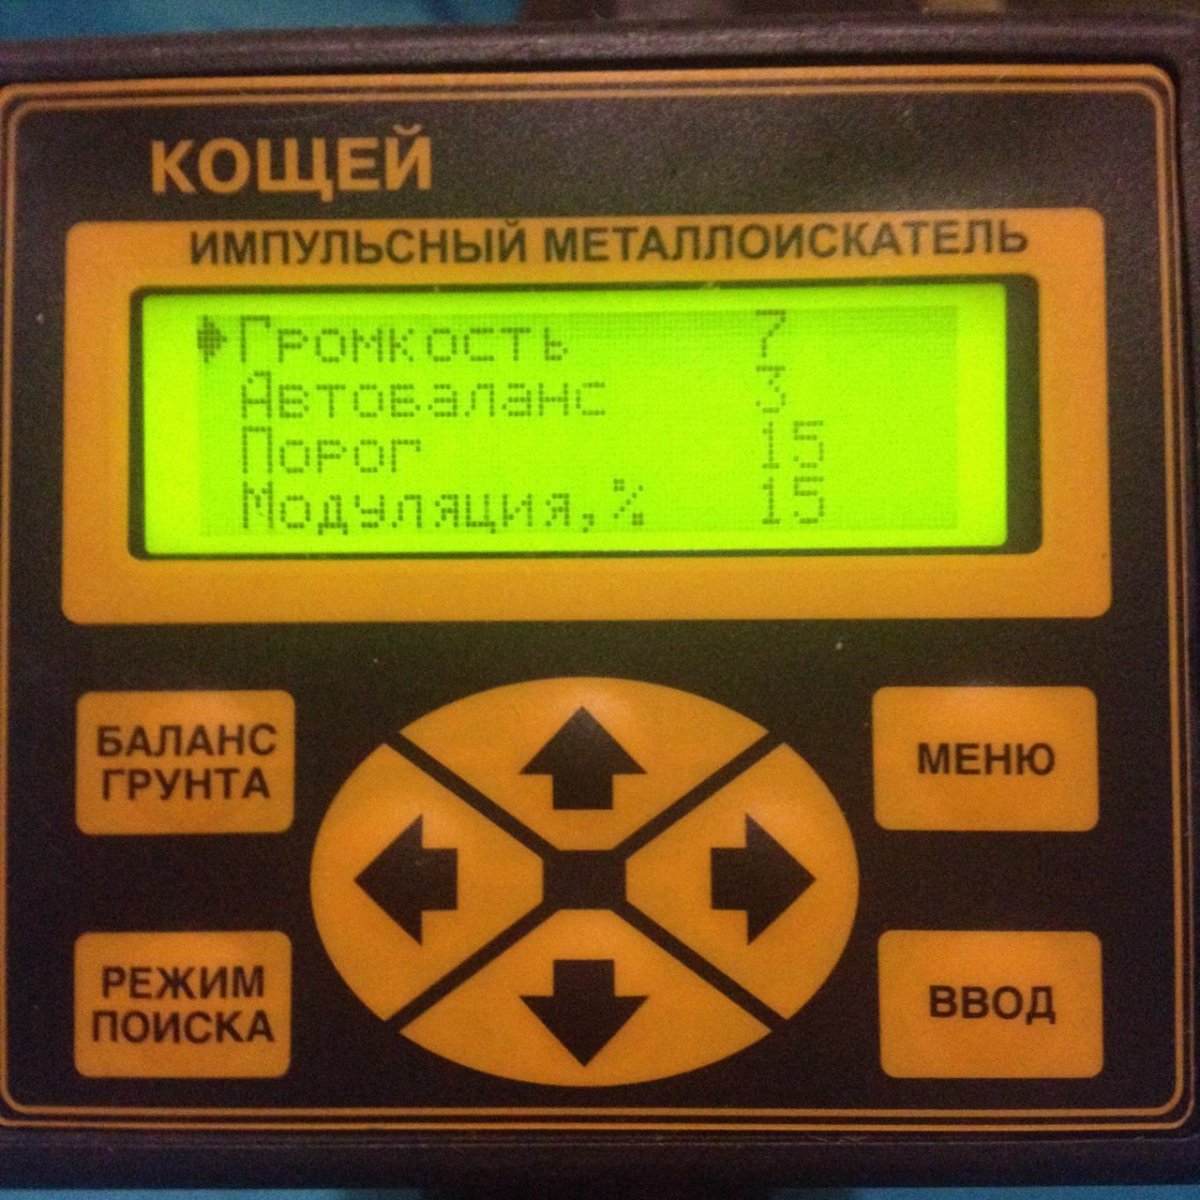 КОЩЕЙ
ИМПУЛЬСНЫЙ МЕТАЛЛОИСКАТЕЛЬ
Громкость 7
Автобаланс 3
Порог 15
Модуляция,% 15
БАЛАНС
ГРУНТА
МЕНЮ
РЕЖИМ
ПОИСКА
ВВОД